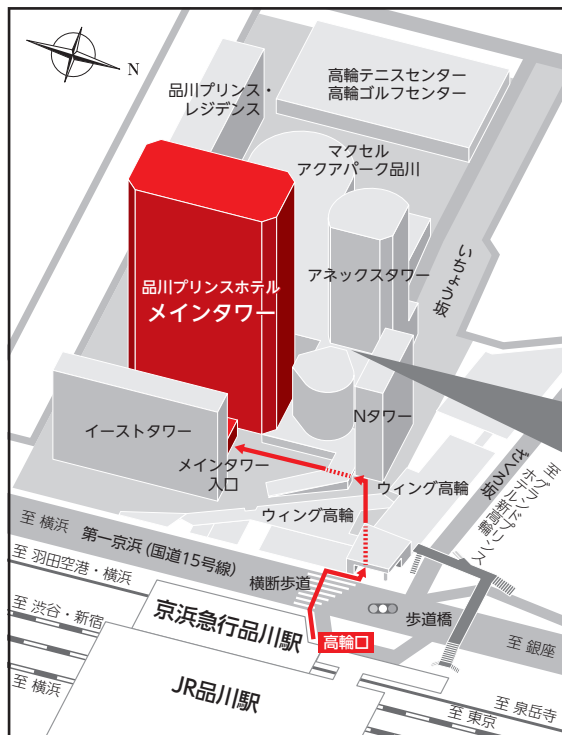 N
高輪テニスセンター
高輪ゴルフセンター
品川プリンス・
レジデンス
マクセル
アクアパーク品川
いちょう坂
アネックスタワー
品川プリンスホテル
メインタワー
Nタワー
イーストタワー
メインタワー
入口
ウィング高輪
ウィング高輪
ざくろ坂
至 グランドプリンス
ホテル新高輪
至 横浜
第一京浜(国道15号線)
横断歩道
歩道橋
至 銀座
至 羽田空港・横浜
京浜急行品川駅
高輪口
至 渋谷・新宿
至 横浜
JR品川駅
至 泉岳寺
至 東京